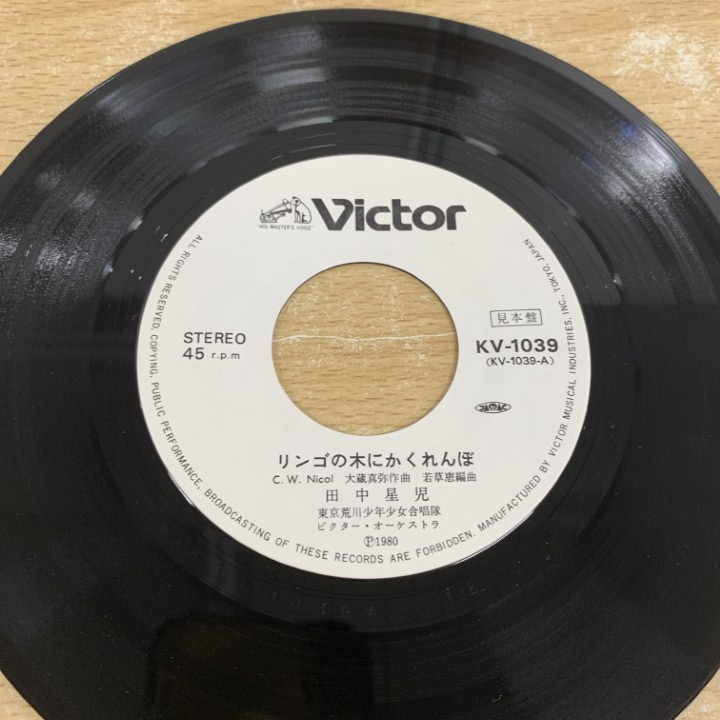 "HIS MASTER'S VOICE"
Victor
STEREO
45 r.p.m
見本盤
KV-1039
(KV-1039-A)
JASRAC
リンゴの木にかくれんぼ
C. W. Nicol 大蔵真弥作曲 若草恵編曲
田中星児
東京荒川少年少女合唱隊
ビクター・オーケストラ
Ⓟ1980
ALL RIGHTS RESERVED. COPYING, PUBLIC PERFORMANCE, BROADCASTING OF THESE RECORDS ARE FORBIDDEN. MANUFACTURED BY VICTOR MUSICAL INDUSTRIES, INC., TOKYO, JAPAN